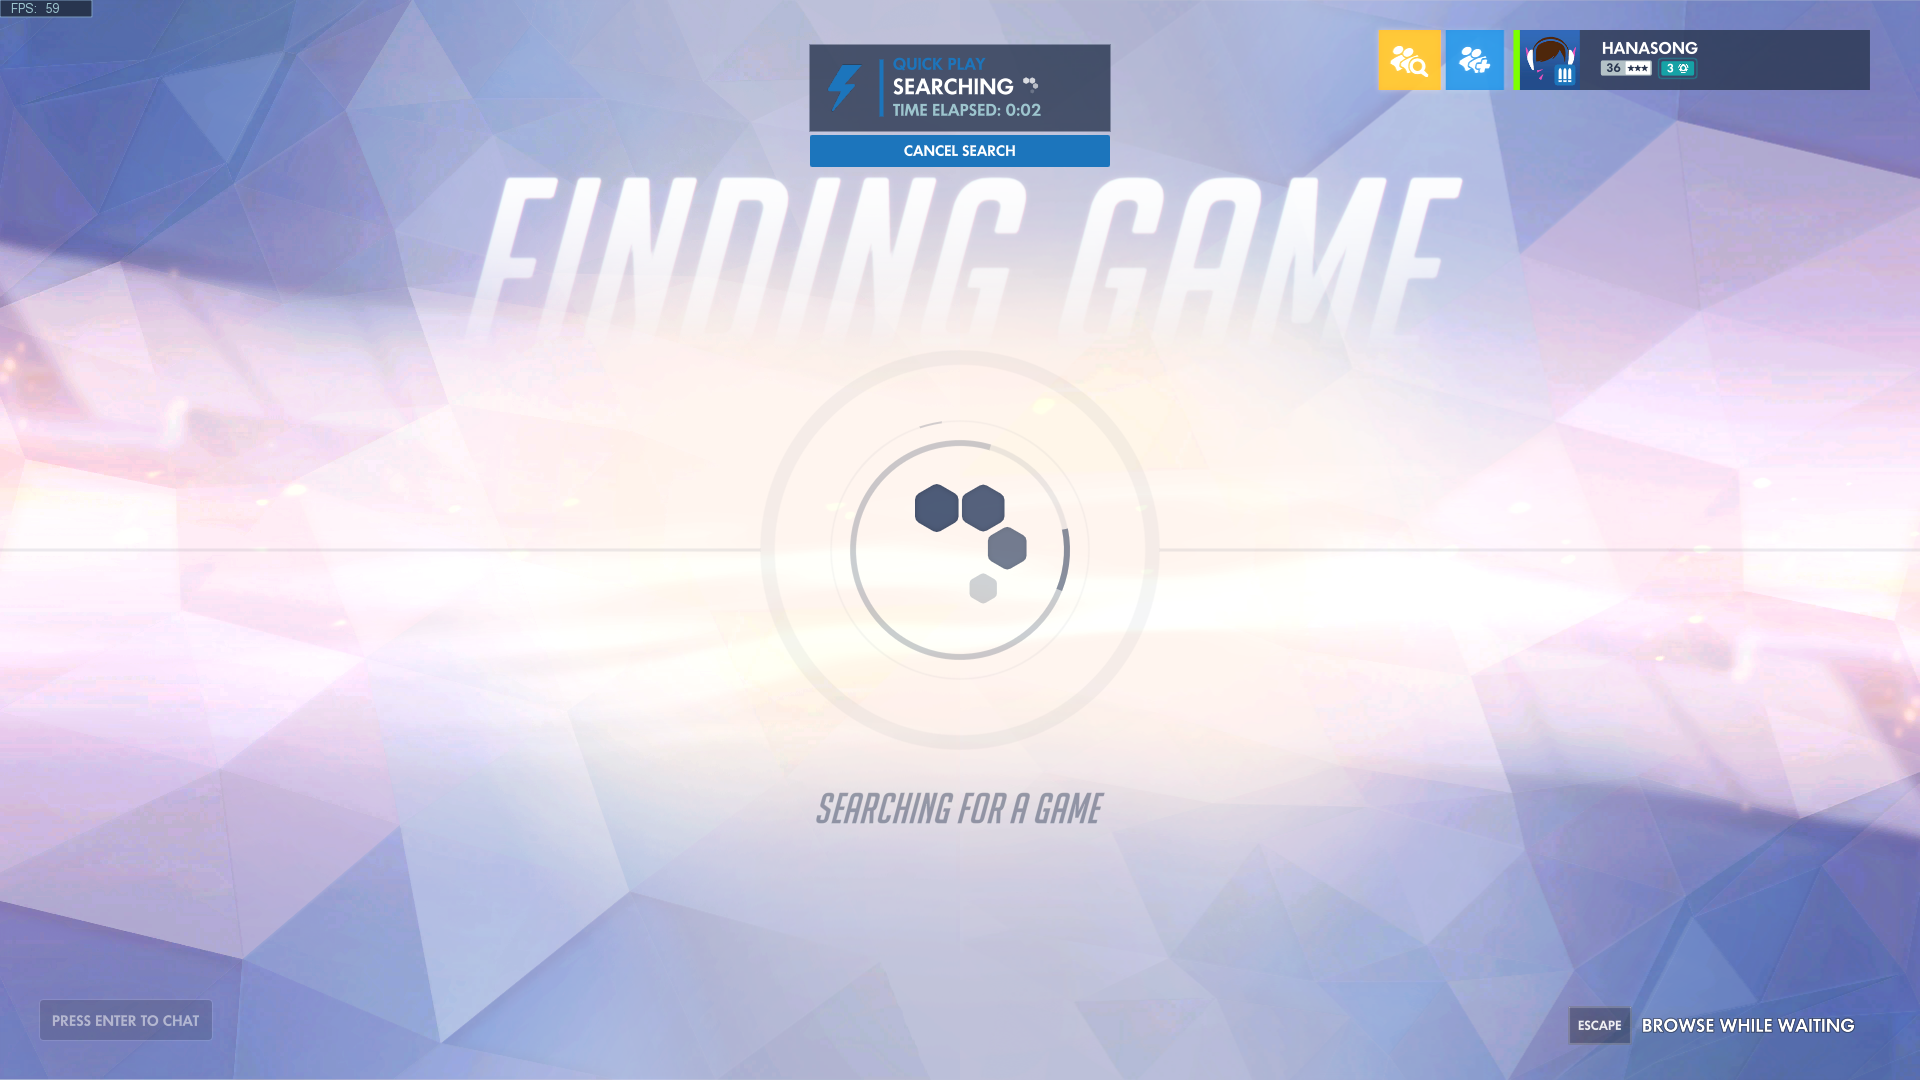 FPS: 59
QUICK PLAY
SEARCHING
TIME ELAPSED: 0:02
CANCEL SEARCH
HANASONG
36 ★★★ 3
FINDING GAME
SEARCHING FOR A GAME
PRESS ENTER TO CHAT
ESCAPE BROWSE WHILE WAITING